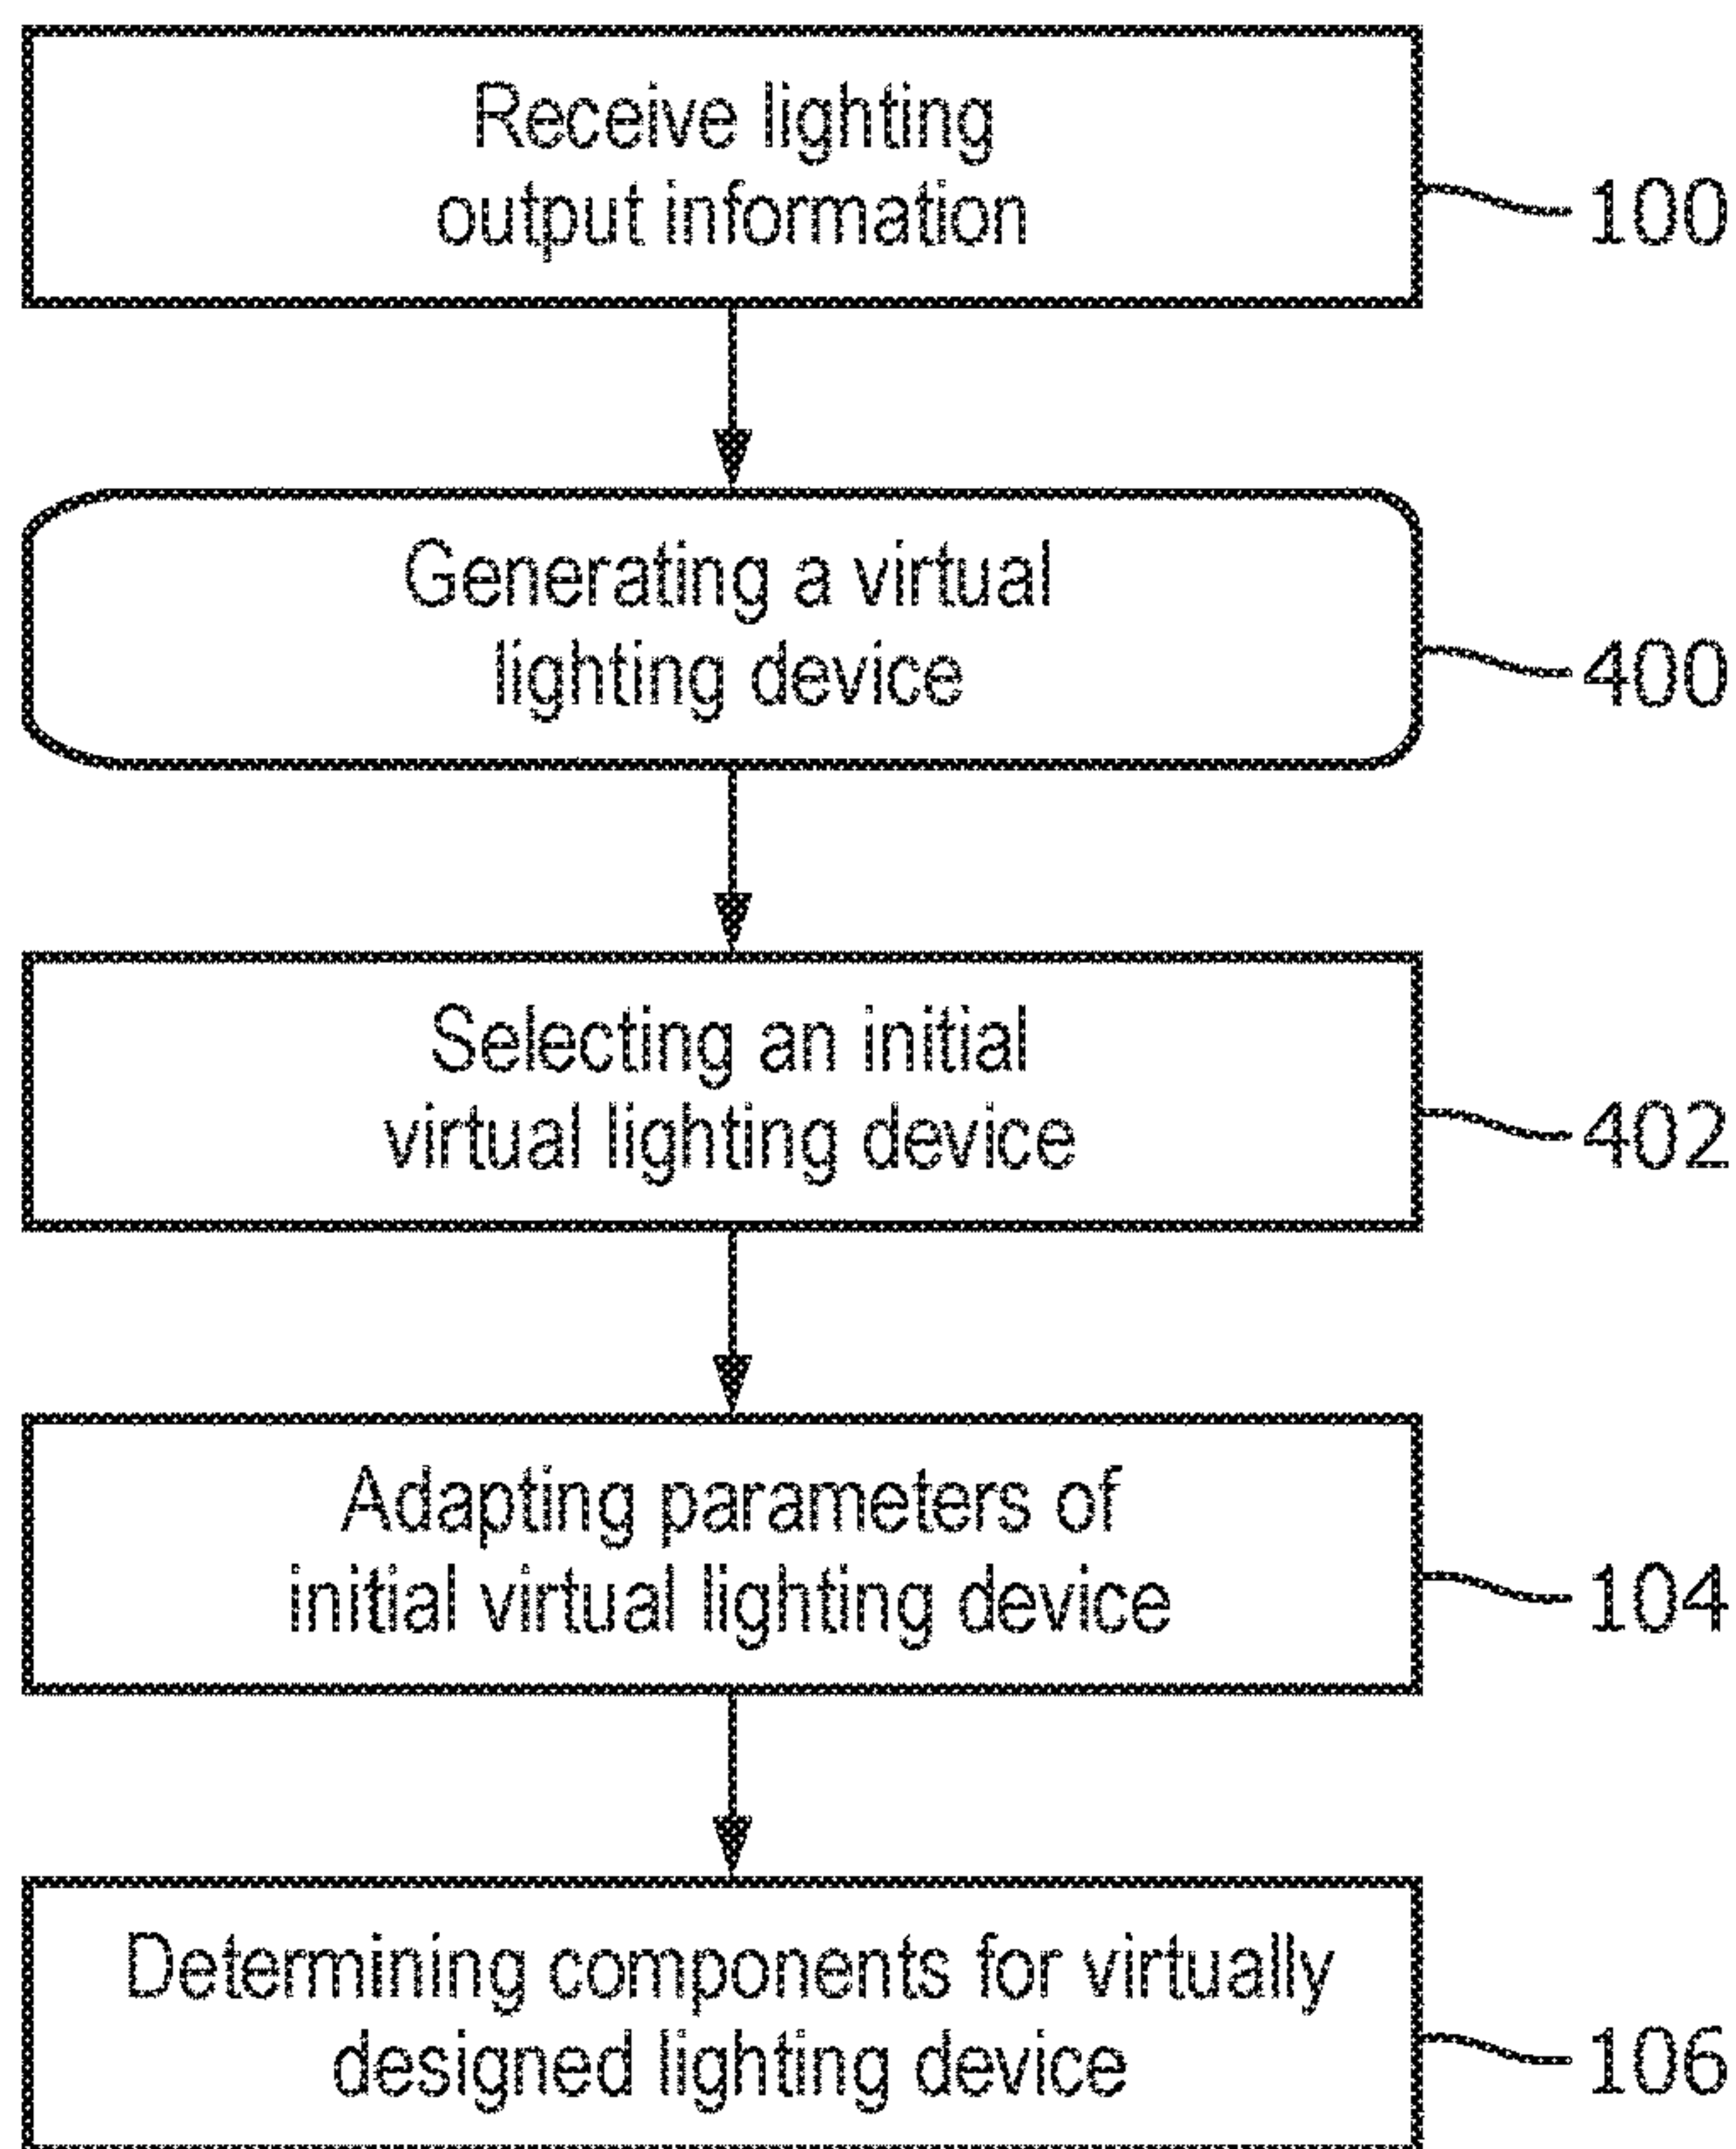 Receive lighting
output information
100
Generating a virtual
lighting device
400
Selecting an initial
virtual lighting device
402
Adapting parameters of
initial virtual lighting device
104
Determining components for virtually
designed lighting device
106